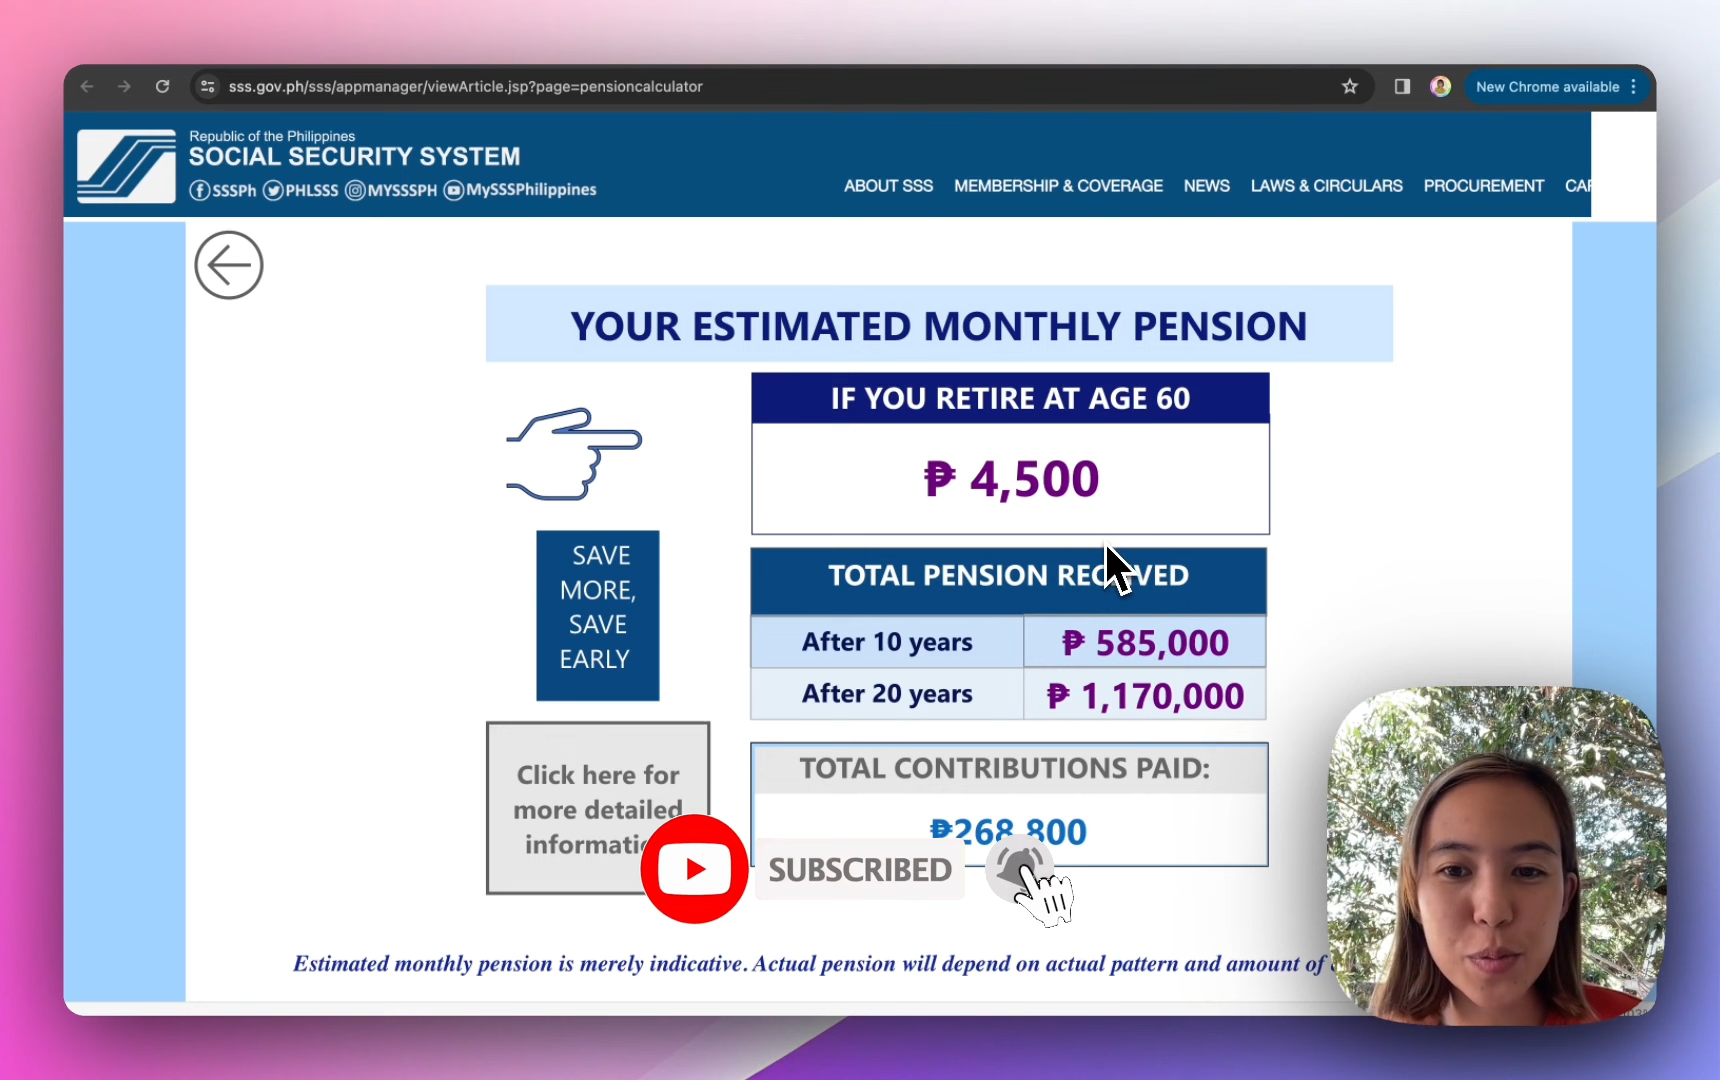 sss.gov.ph/sss/appmanager/viewArticle.jsp?page=pensioncalculator
New Chrome available
Republic of the Philippines
SOCIAL SECURITY SYSTEM
SSSPh PHLSSS MYSSSPH MySSSPhilippines
ABOUT SSS MEMBERSHIP & COVERAGE NEWS LAWS & CIRCULARS PROCUREMENT
YOUR ESTIMATED MONTHLY PENSION
IF YOU RETIRE AT AGE 60
₱ 4,500
SAVE
MORE,
SAVE
EARLY
TOTAL PENSION RECEIVED
After 10 years ₱ 585,000
After 20 years ₱ 1,170,000
Click here for
more detailed
information
TOTAL CONTRIBUTIONS PAID:
₱268,800
SUBSCRIBED
Estimated monthly pension is merely indicative. Actual pension will depend on actual pattern and amount of